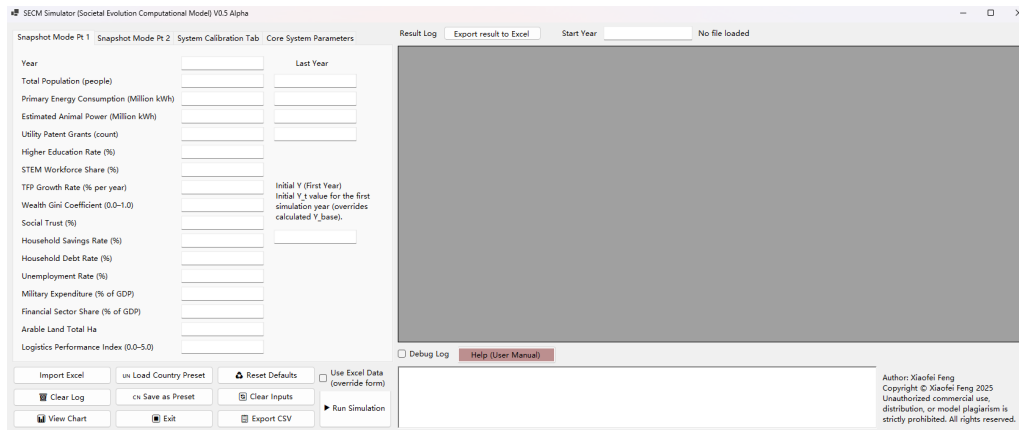 SECM Simulator (Societal Evolution Computational Model) V0.5 Alpha
Snapshot Mode Pt 1 Snapshot Mode Pt 2 System Calibration Tab Core System Parameters
Result Log Export result to Excel Start Year No file loaded
Year Last Year
Total Population (people)
Primary Energy Consumption (Million kWh)
Estimated Animal Power (Million kWh)
Utility Patent Grants (count)
Higher Education Rate (%)
STEM Workforce Share (%)
TFP Growth Rate (% per year)
Wealth Gini Coefficient (0.0–1.0)
Social Trust (%)
Household Savings Rate (%)
Household Debt Rate (%)
Unemployment Rate (%)
Military Expenditure (% of GDP)
Financial Sector Share (% of GDP)
Arable Land Total Ha
Logistics Performance Index (0.0–5.0)
Initial Y (First Year)
Initial Y_t value for the first
simulation year (overrides
calculated Y_base).
Debug Log Help (User Manual)
Import Excel UN Load Country Preset Reset Defaults
Use Excel Data
(override form)
Clear Log CN Save as Preset Clear Inputs
Run Simulation
View Chart Exit Export CSV
Author: Xiaofei Feng
Copyright © Xiaofei Feng 2025
Unauthorized commercial use,
distribution, or model plagiarism is
strictly prohibited. All rights reserved.